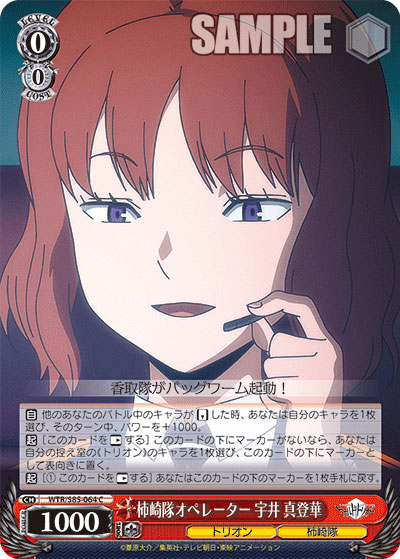 LEVEL
0
0
COST
SAMPLE
香取隊がバッグワーム起動！
自 他のあなたのバトル中のキャラが【▼】した時、あなたは自分のキャラを1枚
選び、そのターン中、パワーを＋1000。
起 ［このカードを【▶】する］ このカードの下にマーカーがないなら、あなたは
自分の控え室の《トリオン》のキャラを1枚選び、このカードの下にマーカー
として表向きに置く。
起 ［⑴ このカードを【▶】する］ あなたはこのカードの下のマーカーを1枚手札に戻す。
CH WTR/S85-064 C
1000
柿崎隊オペレーター 宇井 真登華
トリオン
柿崎隊
©葦原大介／集英社・テレビ朝日・東映アニメーション